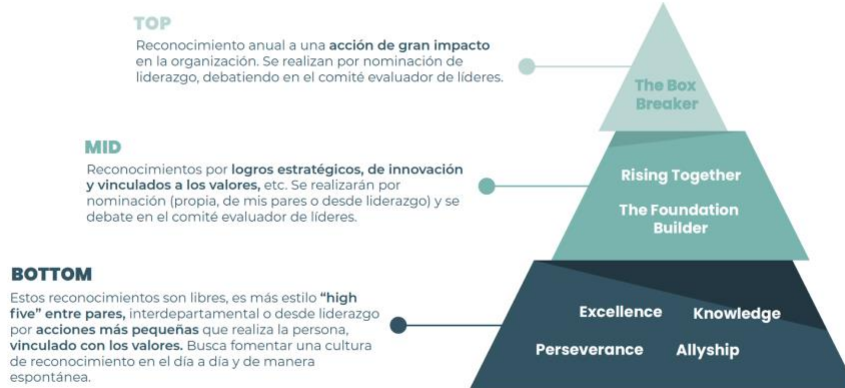 TOP
Reconocimiento anual a una acción de gran impacto
en la organización. Se realizan por nominación de
liderazgo, debatiendo en el comité evaluador de líderes.
The Box
Breaker
MID
Reconocimientos por logros estratégicos, de innovación
y vinculados a los valores, etc. Se realizarán por
nominación (propia, de mis pares o desde liderazgo) y se
debate en el comité evaluador de líderes.
Rising Together
The Foundation
Builder
BOTTOM
Estos reconocimientos son libres, es más estilo “high
five” entre pares, interdepartamental o desde liderazgo
por acciones más pequeñas que realiza la persona,
vinculado con los valores. Busca fomentar una cultura
de reconocimiento en el día a día y de manera
espontánea.
Excellence Knowledge
Perseverance Allyship